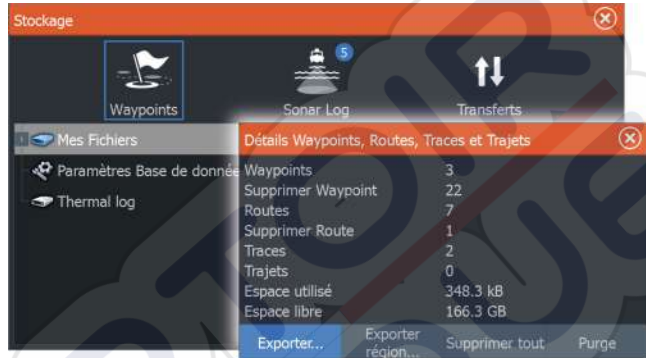 Stockage
5
Waypoints Sonar Log Transferts
Mes Fichiers
Paramètres Base de donnée
Thermal log
Détails Waypoints, Routes, Traces et Trajets
Waypoints 3
Supprimer Waypoint 22
Routes 7
Supprimer Route 1
Traces 2
Trajets 0
Espace utilisé 348.3 kB
Espace libre 166.3 GB
Exporter... Exporter région... Supprimer tout Purge